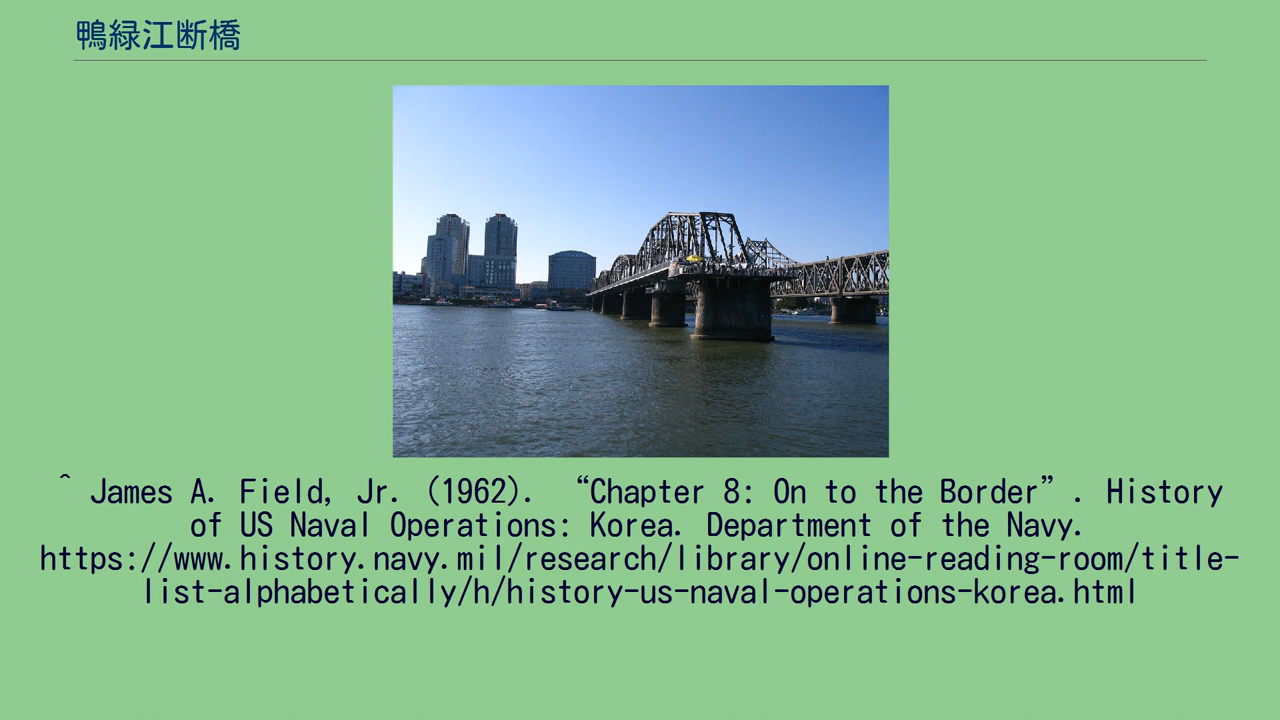 鴨緑江断橋
^ James A. Field, Jr. (1962). “Chapter 8: On to the Border”. History
of US Naval Operations: Korea. Department of the Navy.
https://www.history.navy.mil/research/library/online-reading-room/title-
list-alphabetically/h/history-us-naval-operations-korea.html